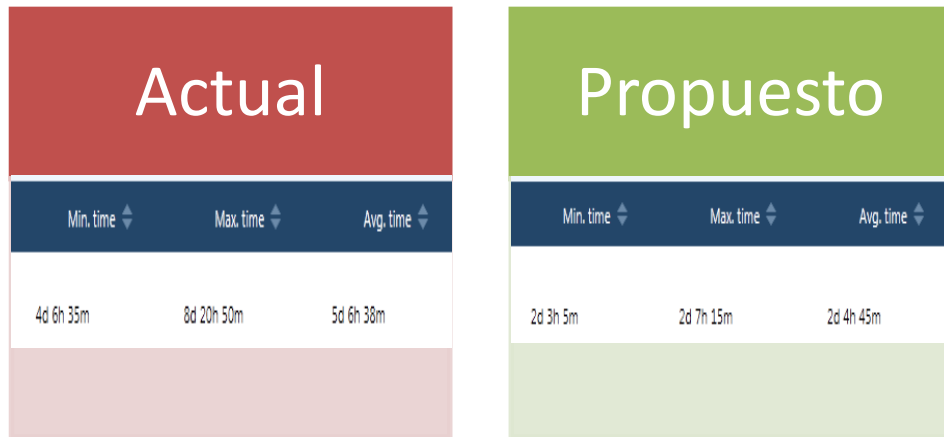 Actual
Min. time Max. time Avg. time
4d 6h 35m 8d 20h 50m 5d 6h 38m
Propuesto
Min. time Max. time Avg. time
2d 3h 5m 2d 7h 15m 2d 4h 45m